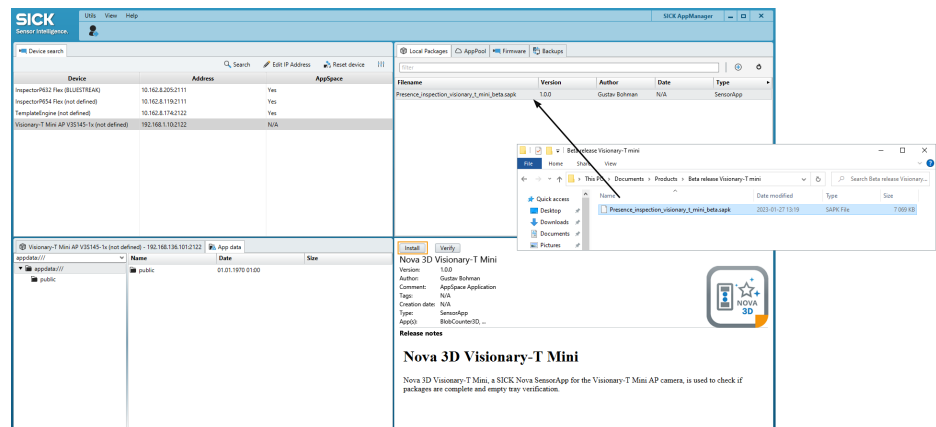 SICK
Sensor Intelligence.
Utils View Help
SICK AppManager
Device search
Search Edit IP Address Reset device
Device Address AppSpace
InspectorP632 Flex (BLUESTREAK) 10.162.8.205:2111 Yes
InspectorP654 Flex (not defined) 10.162.8.119:2111 Yes
TemplateEngine (not defined) 10.162.8.174:2122 Yes
Visionary-T Mini AP V3S145-1x (not defined) 192.168.1.10:2122 N/A
Local Packages AppPool Firmware Backups
Filter
Filename Version Author Date Type
Presence_inspection_visionary_t_mini_beta.sapk 1.0.0 Gustav Bohman N/A SensorApp
Beta release Visionary-T mini
File Home Share View
This PC › Documents › Products › Beta release Visionary-T mini
Search Beta release Visionary...
Name Date modified Type Size
Quick access
Desktop
Downloads
Documents
Pictures
Presence_inspection_visionary_t_mini_beta.sapk 2023-01-27 13:19 SAPK File 7 069 KB
Visionary-T Mini AP V3S145-1x (not defined) - 192.168.136.101:2122 App data
appdata:///
Name Date Size
appdata:///
public
public 01.01.1970 01:00
Install Verify
Nova 3D Visionary-T Mini
Version: 1.0.0
Author: Gustav Bohman
Comment: AppSpace Application
Tags: N/A
Creation date: N/A
Type: SensorApp
App(s): BlobCounter3D, ...
NOVA
3D
Release notes
Nova 3D Visionary-T Mini
Nova 3D Visionary-T Mini, a SICK Nova SensorApp for the Visionary-T Mini AP camera, is used to check if
packages are complete and empty tray verification.